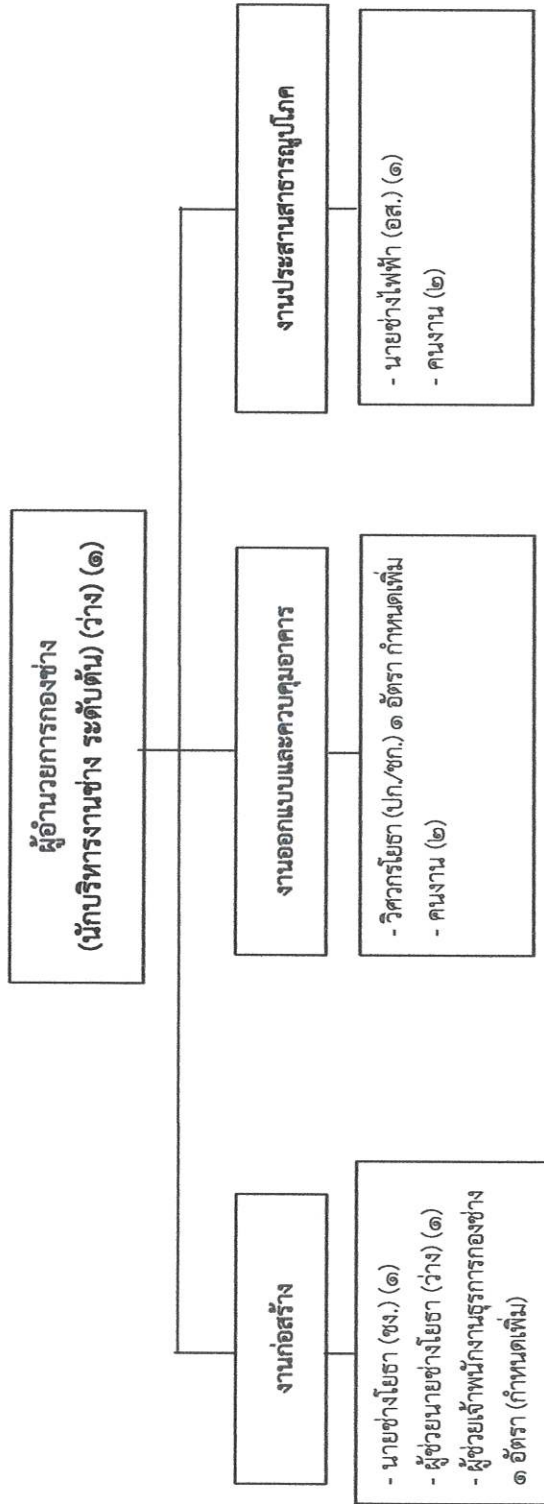 ผู้อำนวยการกองช่าง
(นักบริหารงานช่าง ระดับต้น) (ว่าง) (๑)
งานก่อสร้าง
- นายช่างโยธา (ชง.) (๑)
- ผู้ช่วยนายช่างโยธา (ว่าง) (๑)
- ผู้ช่วยเจ้าพนักงานธุรการกองช่าง
๑ อัตรา (กำหนดเพิ่ม)
งานออกแบบและควบคุมอาคาร
- วิศวกรโยธา (ปก./ชก.) ๑ อัตรา กำหนดเพิ่ม
- คนงาน (๒)
งานประสานสาธารณูปโภค
- นายช่างไฟฟ้า (อส.) (๑)
- คนงาน (๒)